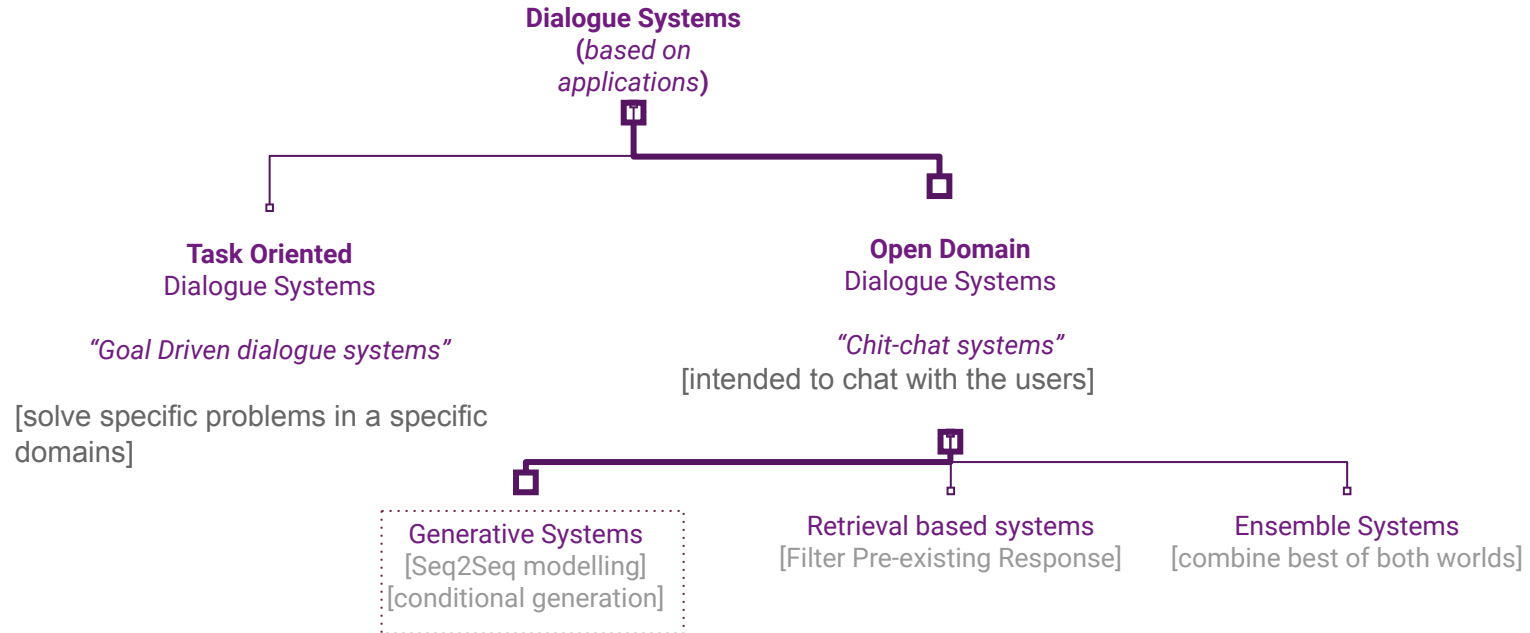 Dialogue Systems
(based on
applications)
Task Oriented
Dialogue Systems
“Goal Driven dialogue systems”
[solve specific problems in a specific
domains]
Open Domain
Dialogue Systems
“Chit-chat systems”
[intended to chat with the users]
Generative Systems
[Seq2Seq modelling]
[conditional generation]
Retrieval based systems
[Filter Pre-existing Response]
Ensemble Systems
[combine best of both worlds]